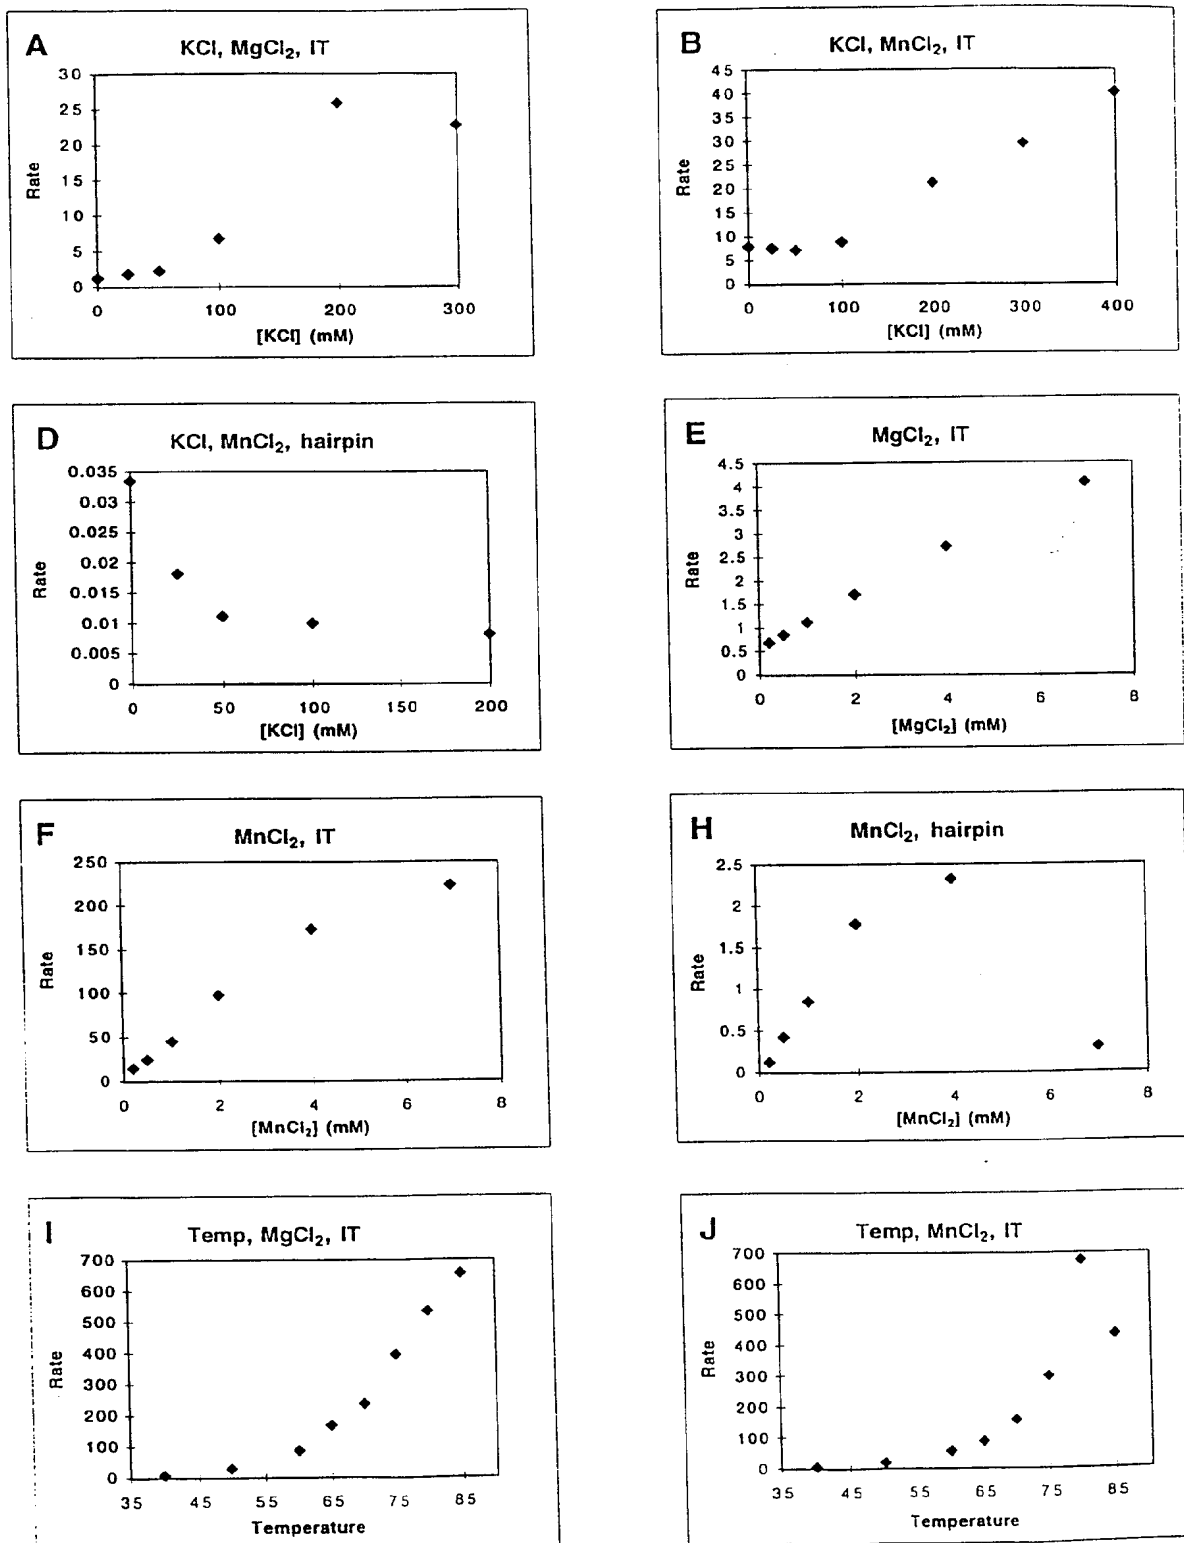 A
KCl, MgCl₂, IT
30
25
20
15
10
5
0
Rate
0 100 200 300
[KCl] (mM)
B
KCl, MnCl₂, IT
45
40
35
30
25
20
15
10
5
0
Rate
0 100 200 300 400
[KCl] (mM)
D
KCl, MnCl₂, hairpin
0.035
0.03
0.025
0.02
0.015
0.01
0.005
0
Rate
0 50 100 150 200
[KCl] (mM)
E
MgCl₂, IT
4.5
4
3.5
3
2.5
2
1.5
1
0.5
0
Rate
0 2 4 6 8
[MgCl₂] (mM)
F
MnCl₂, IT
250
200
150
100
50
0
Rate
0 2 4 6 8
[MnCl₂] (mM)
H
MnCl₂, hairpin
2.5
2
1.5
1
0.5
0
Rate
0 2 4 6 8
[MnCl₂] (mM)
I
Temp, MgCl₂, IT
700
600
500
400
300
200
100
0
Rate
35 45 55 65 75 85
Temperature
J
Temp, MnCl₂, IT
700
600
500
400
300
200
100
0
Rate
35 45 55 65 75 85
Temperature